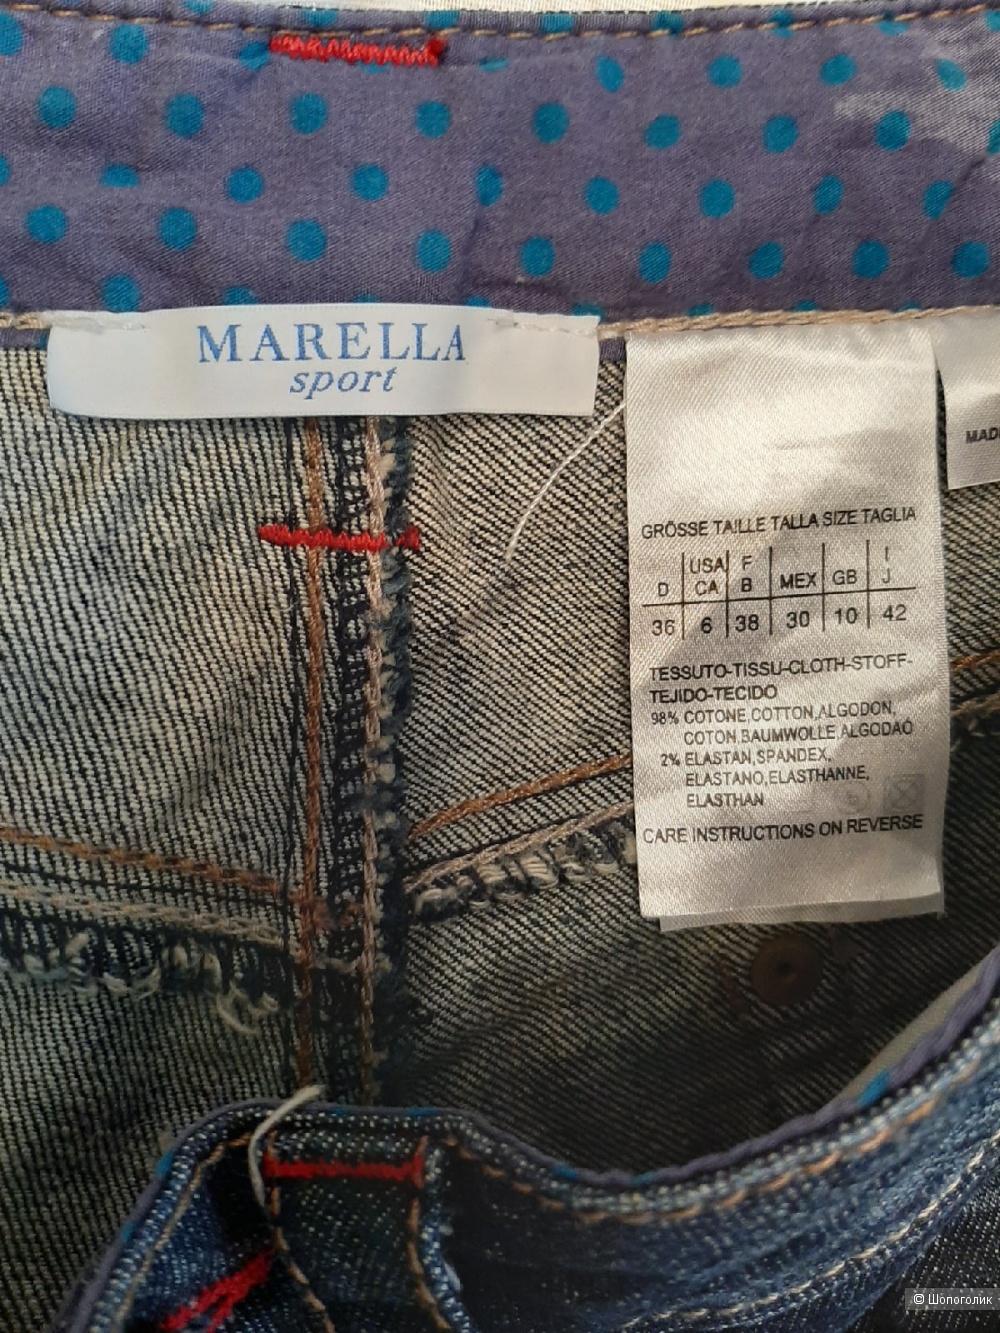 MARELLA
sport
MAD
GRÖSSE TAILLE TALLA SIZE TAGLIA
D USA CA F B MEX GB I J
36 6 38 30 10 42
TESSUTO-TISSU-CLOTH-STOFF-
TEJIDO-TECIDO
98% COTONE,COTTON,ALGODON,
COTON,BAUMWOLLE,ALGODAÓ
2% ELASTAN,SPANDEX,
ELASTANO,ELASTHANNE,
ELASTHAN
CARE INSTRUCTIONS ON REVERSE
© Шопоголик